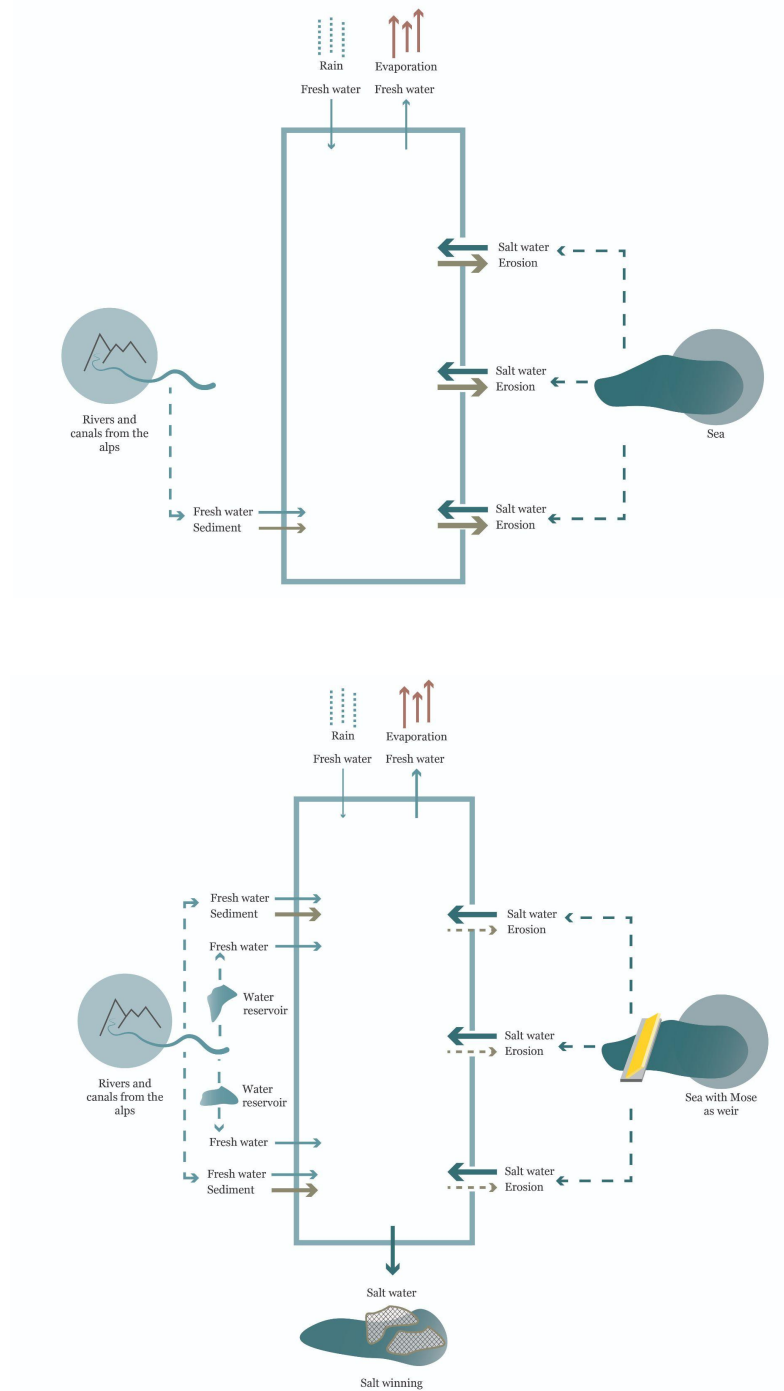 Rain
Evaporation
Fresh water
Fresh water
Salt water
Erosion
Rivers and
canals from the
alps
Salt water
Erosion
Sea
Fresh water
Sediment
Salt water
Erosion
Rain
Evaporation
Fresh water
Fresh water
Fresh water
Sediment
Salt water
Erosion
Fresh water
Water
reservoir
Salt water
Erosion
Rivers and
canals from the
alps
Water
reservoir
Sea with Mose
as weir
Fresh water
Fresh water
Sediment
Salt water
Erosion
Salt water
Salt winning